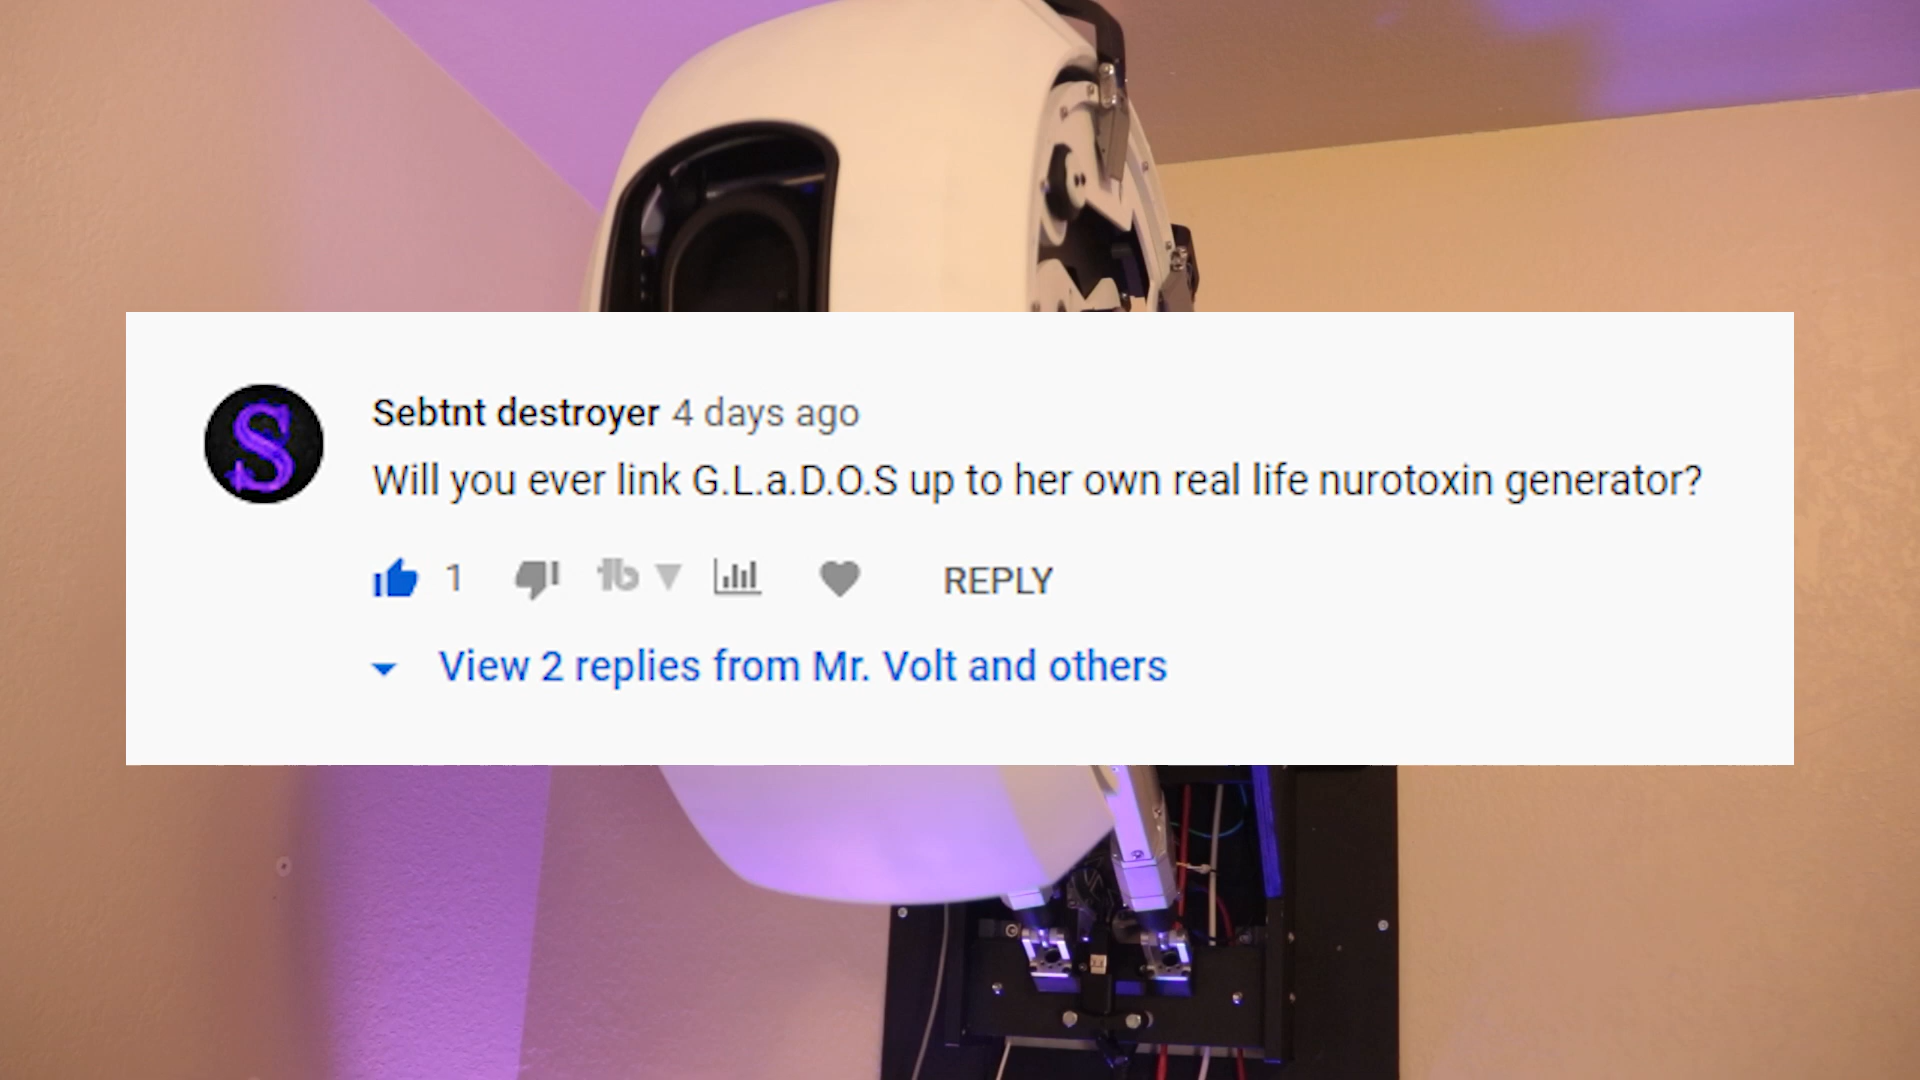 S
Sebtnt destroyer 4 days ago
Will you ever link G.L.a.D.O.S up to her own real life nurotoxin generator?
1
tb
REPLY
View 2 replies from Mr. Volt and others